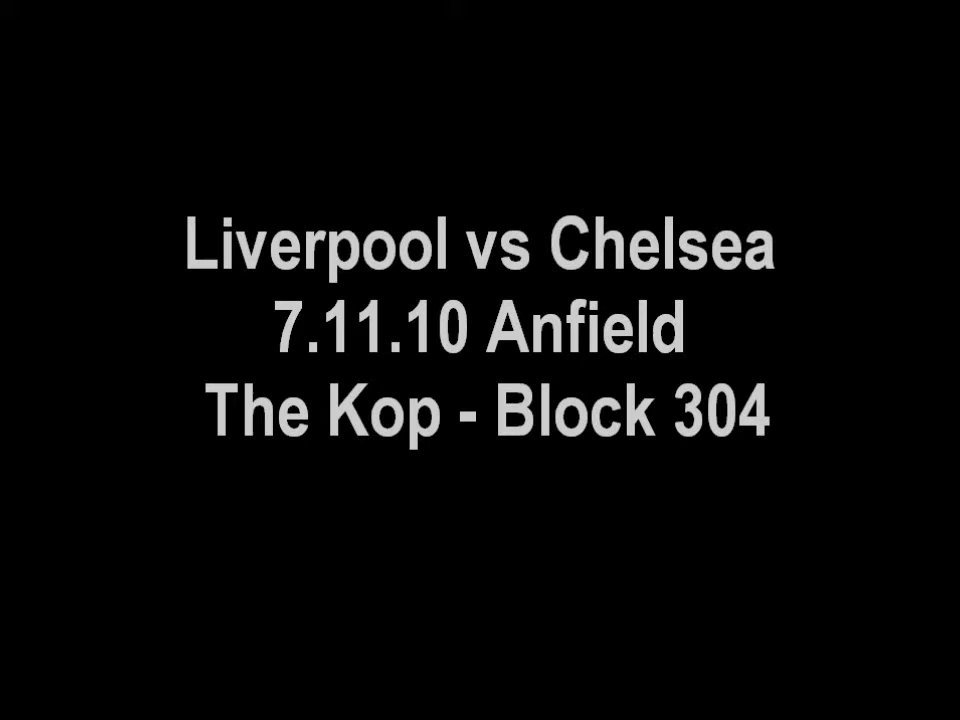 Liverpool vs Chelsea
7.11.10 Anfield
The Kop - Block 304